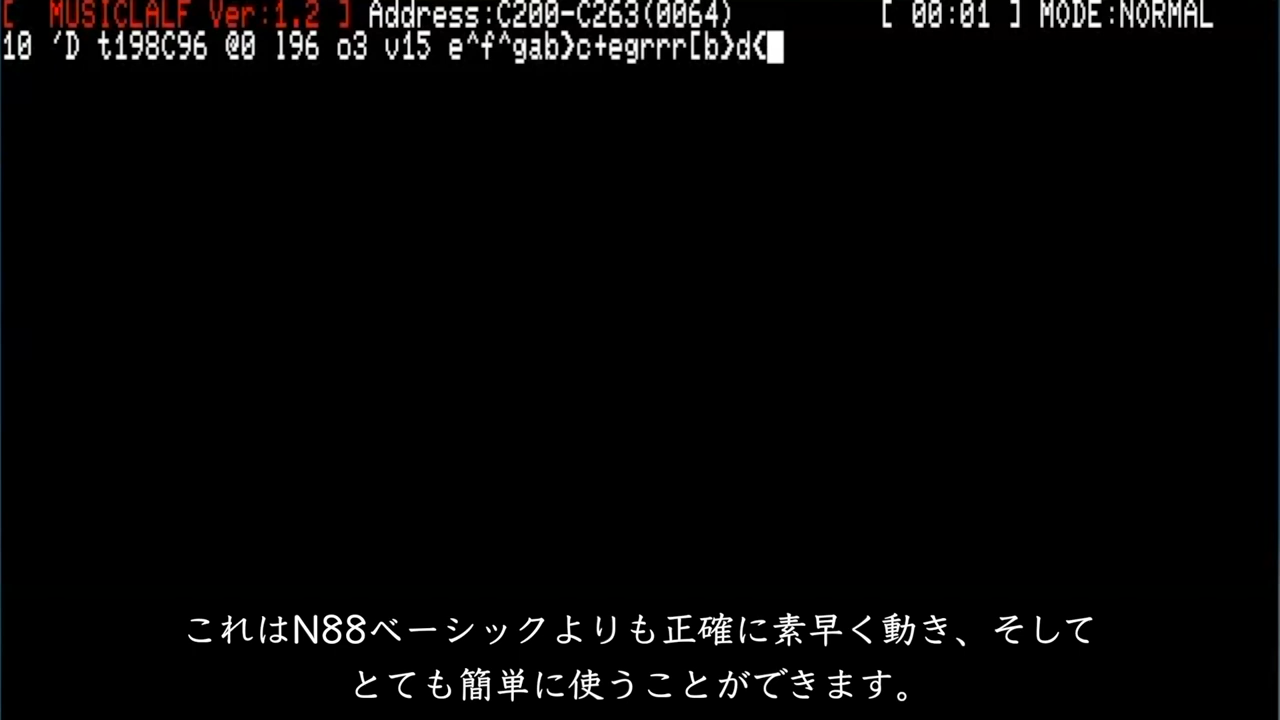 [  MUSICLALF Ver:1.2 ] Address:C200-C263(0064) [ 00:01 ] MODE:NORMAL
10 'D t198C96 @0 l96 o3 v15 e^f^gab>c+egrrr[b>d<
これはN88ベーシックよりも正確に素早く動き、そして
とても簡単に使うことができます。